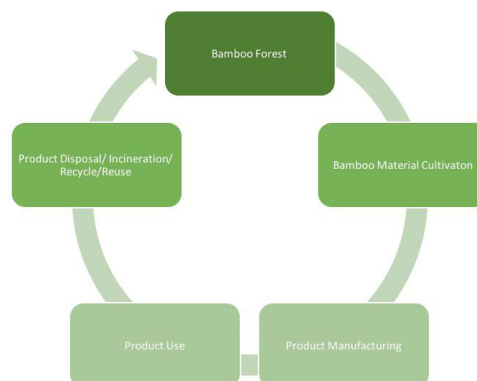 Bamboo Forest
Bamboo Material Cultivaton
Product Manufacturing
Product Use
Product Disposal/ Incineration/
Recycle/Reuse